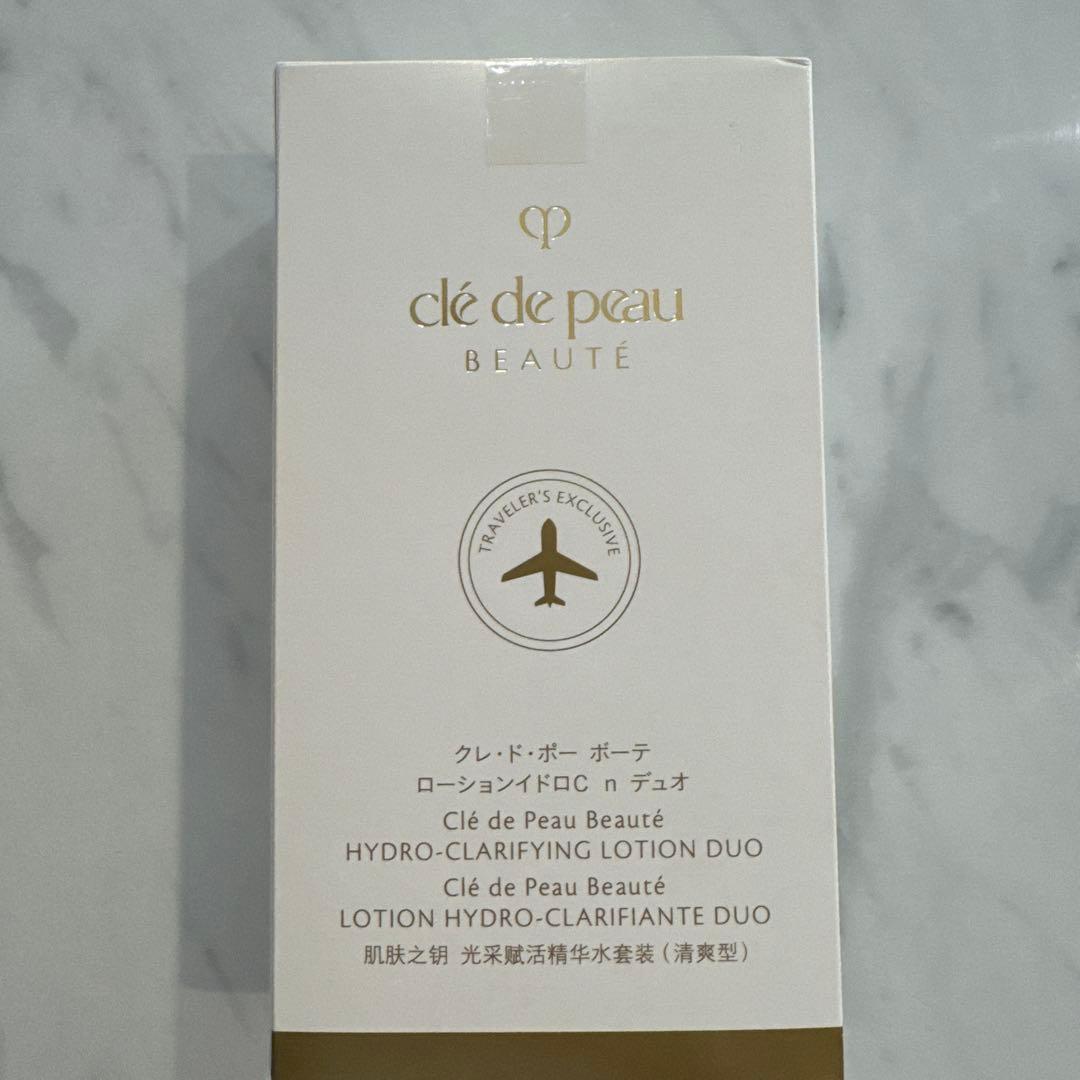 clé de peau
BEAUTÉ
TRAVELER'S EXCLUSIVE
クレ・ド・ポー ボーテ
ローションイドロC n デュオ
Clé de Peau Beauté
HYDRO-CLARIFYING LOTION DUO
Clé de Peau Beauté
LOTION HYDRO-CLARIFIANTE DUO
肌肤之钥 光采赋活精华水套装（清爽型）